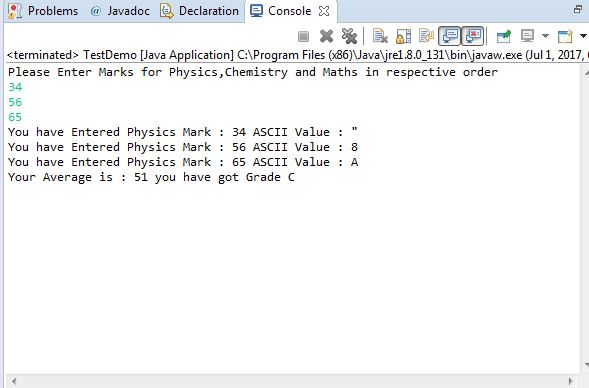 Problems @ Javadoc Declaration Console
<terminated> TestDemo [Java Application] C:\Program Files (x86)\Java\jre1.8.0_131\bin\javaw.exe (Jul 1, 2017,
Please Enter Marks for Physics,Chemistry and Maths in respective order
34
56
65
You have Entered Physics Mark : 34 ASCII Value : "
You have Entered Physics Mark : 56 ASCII Value : 8
You have Entered Physics Mark : 65 ASCII Value : A
Your Average is : 51 you have got Grade C